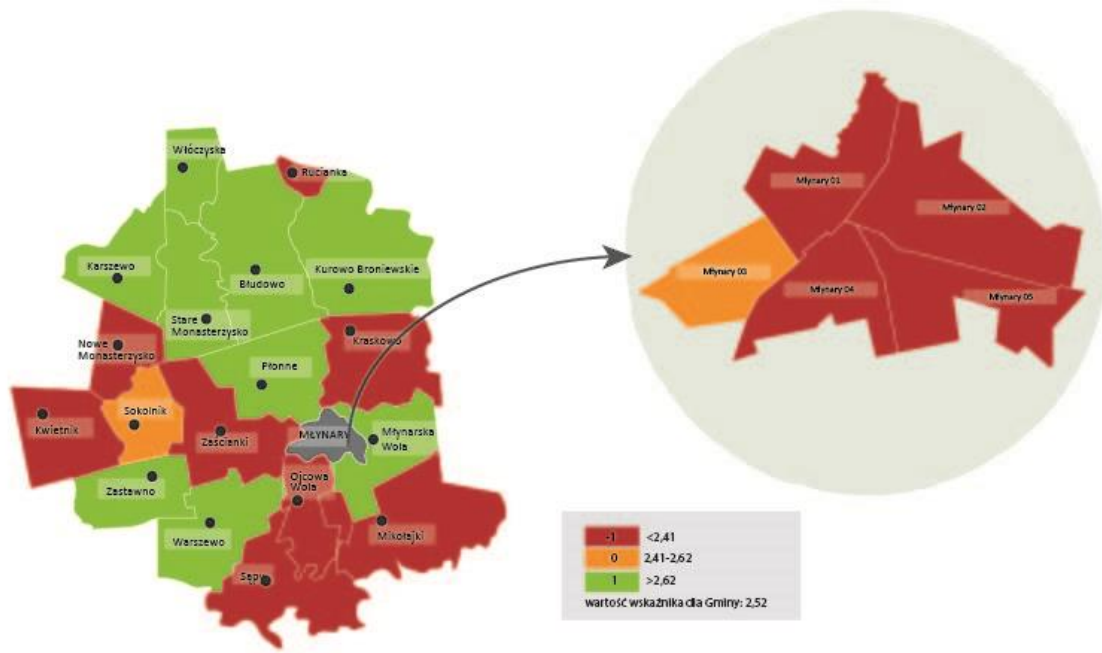 Włóczyska
Rucianka
Karszewo
Błudowo
Kurowo Broniewskie
Stare
Monasterzysko
Nowe
Monasterzysko
Kraskowo
Płonne
Kwietnik
Sokolnik
Zaścianki
MŁYNARY
Młynarska
Wola
Zastawno
Ojcowa
Wola
Warszewo
Mikołajki
Sąpy
Młynary 01
Młynary 02
Młynary 03
Młynary 04
Młynary 05
-1 <2,41
0 2,41-2,62
1 >2,62
wartość wskaźnika dla Gminy: 2,52